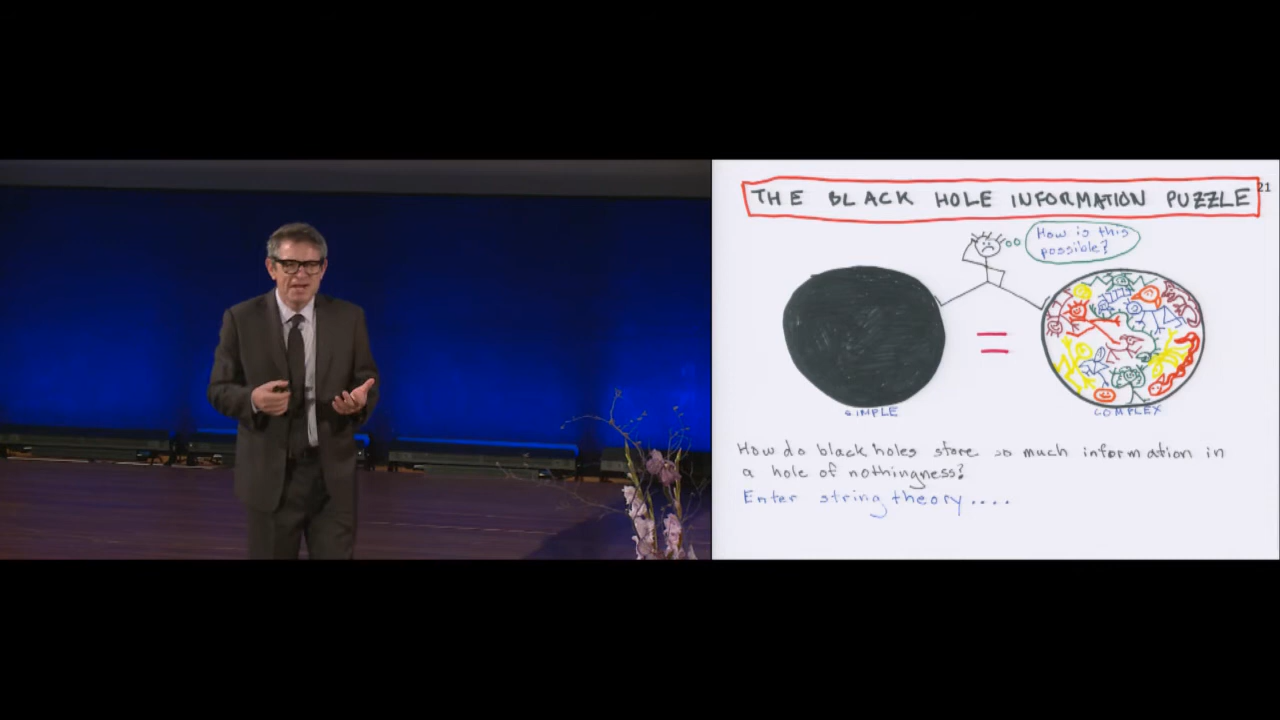 THE BLACK HOLE INFORMATION PUZZLE
21
How is this
possible?
SIMPLE
COMPLEX
How do black holes store so much information in
a hole of nothingness?
Enter string theory....